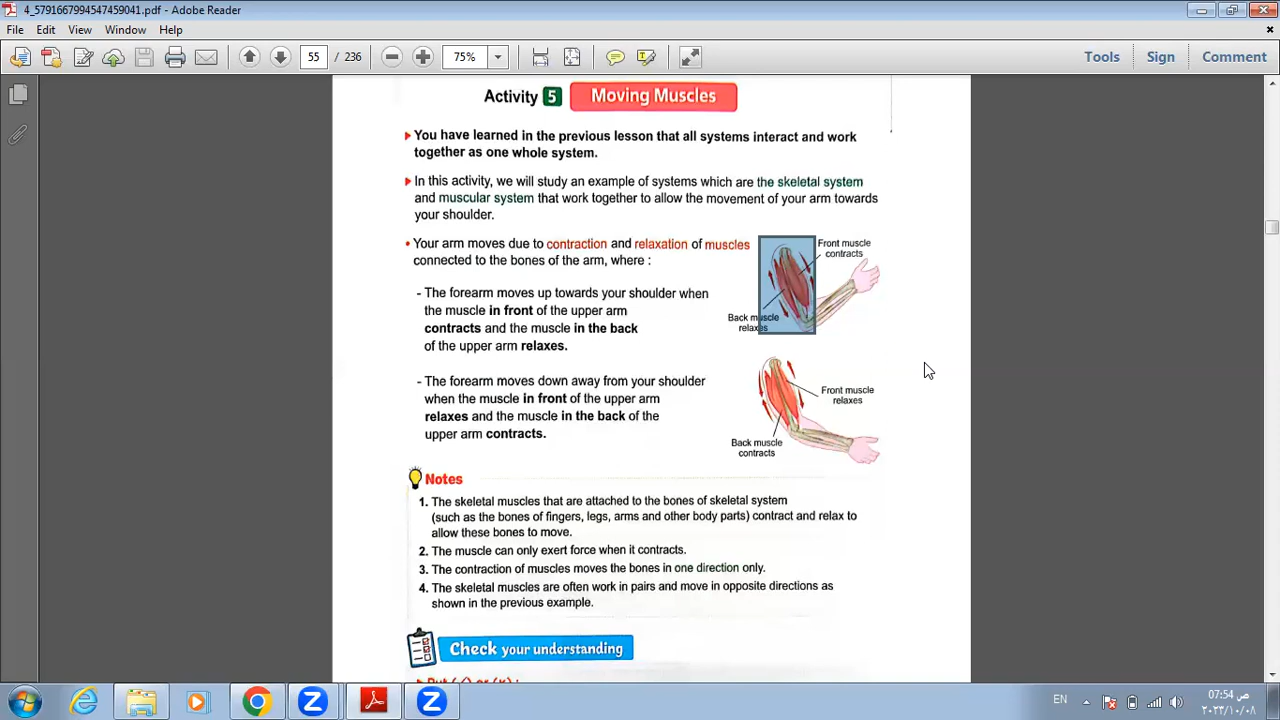 4_5791667994547459041.pdf - Adobe Reader
File Edit View Window Help
55 / 236 75% Tools Sign Comment
Activity 5 Moving Muscles
You have learned in the previous lesson that all systems interact and work
together as one whole system.
In this activity, we will study an example of systems which are the skeletal system
and muscular system that work together to allow the movement of your arm towards
your shoulder.
• Your arm moves due to contraction and relaxation of muscles
connected to the bones of the arm, where :
- The forearm moves up towards your shoulder when
the muscle in front of the upper arm
contracts and the muscle in the back
of the upper arm relaxes.
Front muscle
contracts
Back muscle
relaxes
- The forearm moves down away from your shoulder
when the muscle in front of the upper arm
relaxes and the muscle in the back of the
upper arm contracts.
Front muscle
relaxes
Back muscle
contracts
Notes
1. The skeletal muscles that are attached to the bones of skeletal system
(such as the bones of fingers, legs, arms and other body parts) contract and relax to
allow these bones to move.
2. The muscle can only exert force when it contracts.
3. The contraction of muscles moves the bones in one direction only.
4. The skeletal muscles are often work in pairs and move in opposite directions as
shown in the previous example.
Check your understanding
Put (✓) or (x) :
EN
07:54 ص
٢٠٢٣/١٠/٠٨